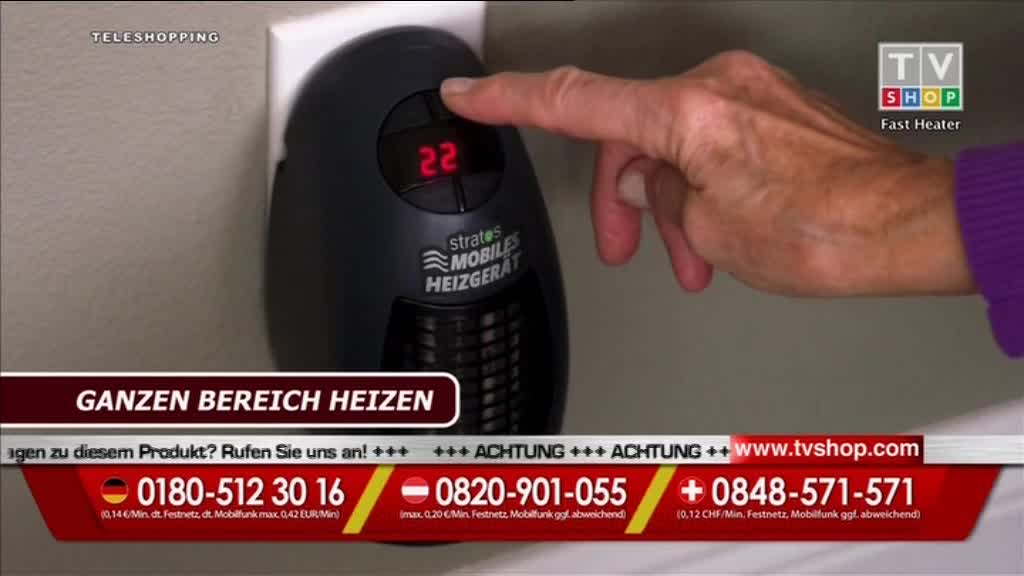 TELESHOPPING
TV
SHOP
Fast Heater
22
stratos
MOBILES
HEIZGERÄT
GANZEN BEREICH HEIZEN
agen zu diesem Produkt? Rufen Sie uns an! +++ +++ ACHTUNG +++ ACHTUNG ++
www.tvshop.com
0180-512 30 16
(0,14 €/Min. dt. Festnetz, dt. Mobilfunk max. 0,42 EUR/Min)
0820-901-055
(max. 0,20 €/Min. Festnetz, Mobilfunk ggf. abweichend)
0848-571-571
(0,12 CHF/Min. Festnetz, Mobilfunk ggf. abweichend)